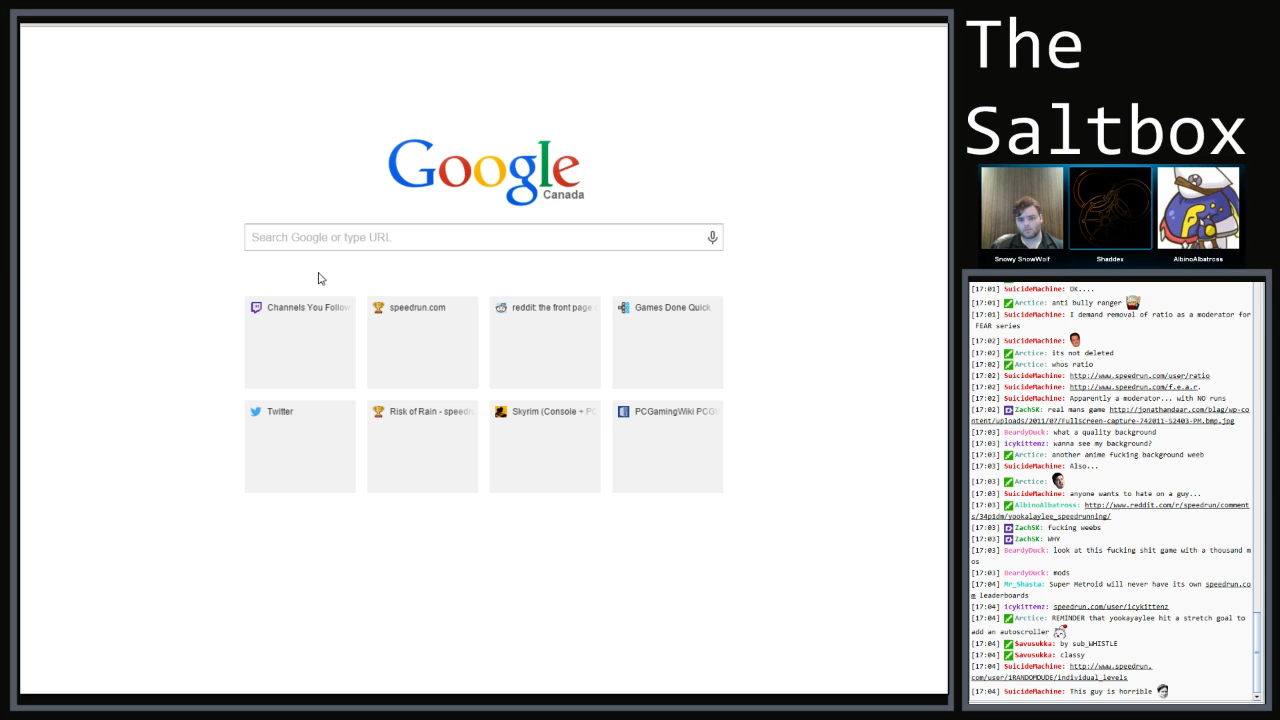 The
Saltbox
Google
Canada
Search Google or type URL
Channels You Follow
speedrun.com
reddit: the front page o
Games Done Quick
Twitter
Risk of Rain - speedru
Skyrim (Console + PC
PCGamingWiki PCG
Snowy SnowWolf
Shaddex
AlbinoAlbatross
[17:01] SuicideMachine: OK....
[17:01] Arctice: anti bully ranger
[17:01] SuicideMachine: I demand removal of ratio as a moderator for
FEAR series
[17:02] SuicideMachine:
[17:02] Arctice: its not deleted
[17:02] Arctice: whos ratio
[17:02] SuicideMachine: http://www.speedrun.com/user/ratio
[17:02] SuicideMachine: http://www.speedrun.com/f.e.a.r.
[17:02] SuicideMachine: Apparently a moderator... with NO runs
[17:02] ZachSK: real mans game http://jonathandaar.com/blag/wp-co
ntent/uploads/2011/07/Fullscreen-capture-742011-52403-PM.bmp.jpg
[17:03] BeardyDuck: what a quality background
[17:03] icykittenz: wanna see my background?
[17:03] Arctice: another anime fucking background weeb
[17:03] SuicideMachine: Also...
[17:03] Arctice:
[17:03] SuicideMachine: anyone wants to hate on a guy...
[17:03] AlbinoAlbatross: http://www.reddit.com/r/speedrun/comment
s/34pidm/yookalaylee_speedrunning/
[17:03] ZachSK: fucking weebs
[17:03] ZachSK: WHY
[17:03] BeardyDuck: look at this fucking shit game with a thousand m
os
[17:03] BeardyDuck: mods
[17:04] Mr_Shasta: Super Metroid will never have its own speedrun.co
m leaderboards
[17:04] icykittenz: speedrun.com/user/icykittenz
[17:04] Arctice: REMINDER that yookayaylee hit a stretch goal to
add an autoscroller
[17:04] Savusukka: by sub_WHISTLE
[17:04] Savusukka: classy
[17:04] SuicideMachine: http://www.speedrun.
com/user/1RANDOMDUDE/individual_levels
[17:04] SuicideMachine: This guy is horrible